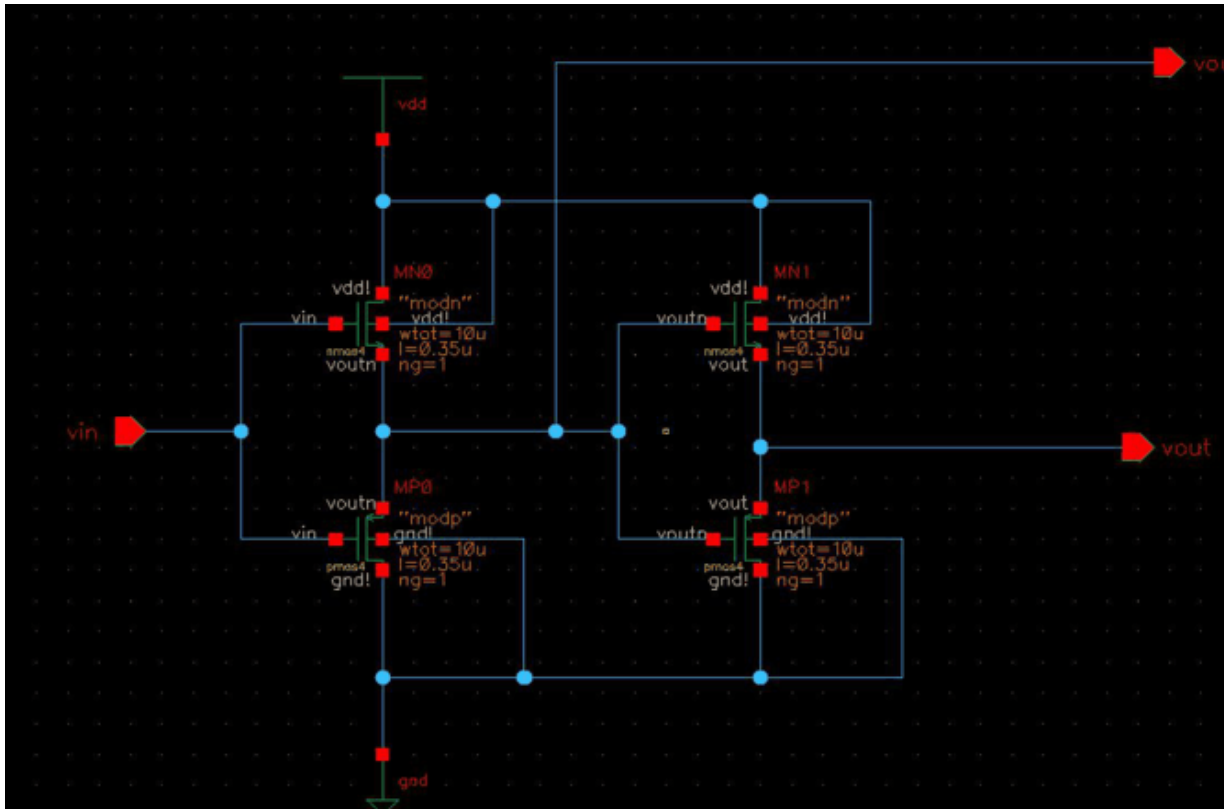 vou
vdd
MN0
vdd!
"modn"
vin
vdd!
wtot=10u
nmos4
l=0.35u
voutn
ng=1
MN1
vdd!
"modn"
voutn
vdd!
wtot=10u
nmos4
l=0.35u
vout
ng=1
vin
vout
MP0
voutn
"modp"
vin
gnd!
wtot=10u
pmos4
l=0.35u
gnd!
ng=1
MP1
vout
"modp"
voutn
gnd!
wtot=10u
pmos4
l=0.35u
gnd!
ng=1
gnd